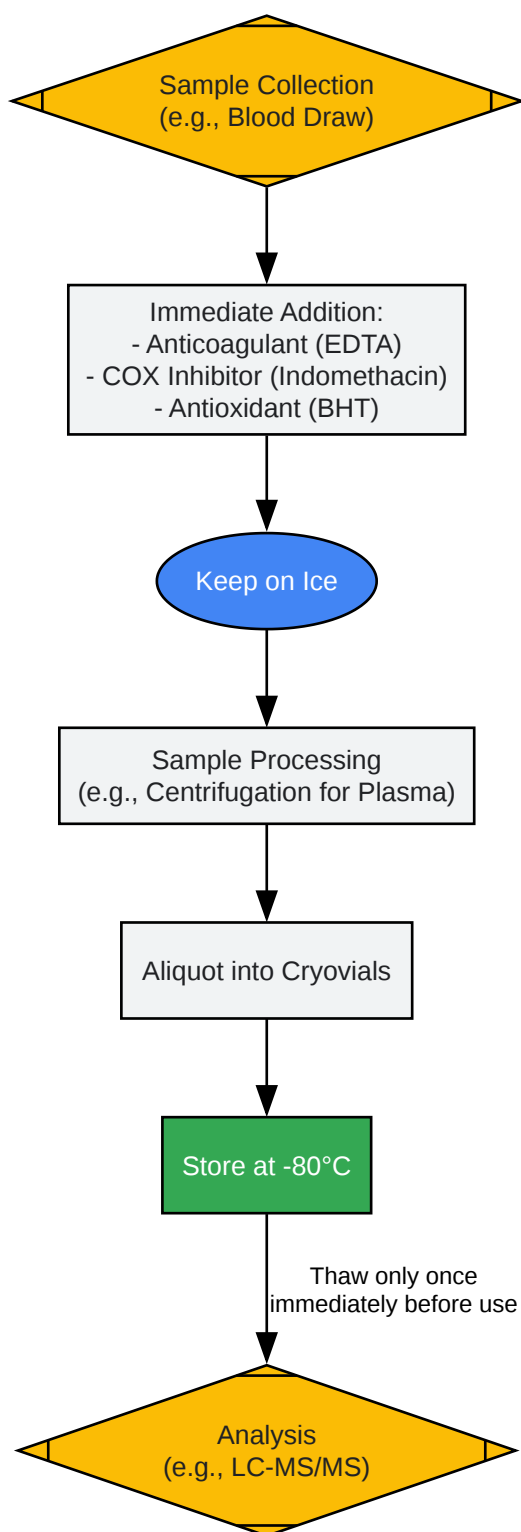 Sample Collection
(e.g., Blood Draw)
Immediate Addition:
- Anticoagulant (EDTA)
- COX Inhibitor (Indomethacin)
- Antioxidant (BHT)
Keep on Ice
Sample Processing
(e.g., Centrifugation for Plasma)
Aliquot into Cryovials
Store at -80°C
Thaw only once
immediately before use
Analysis
(e.g., LC-MS/MS)